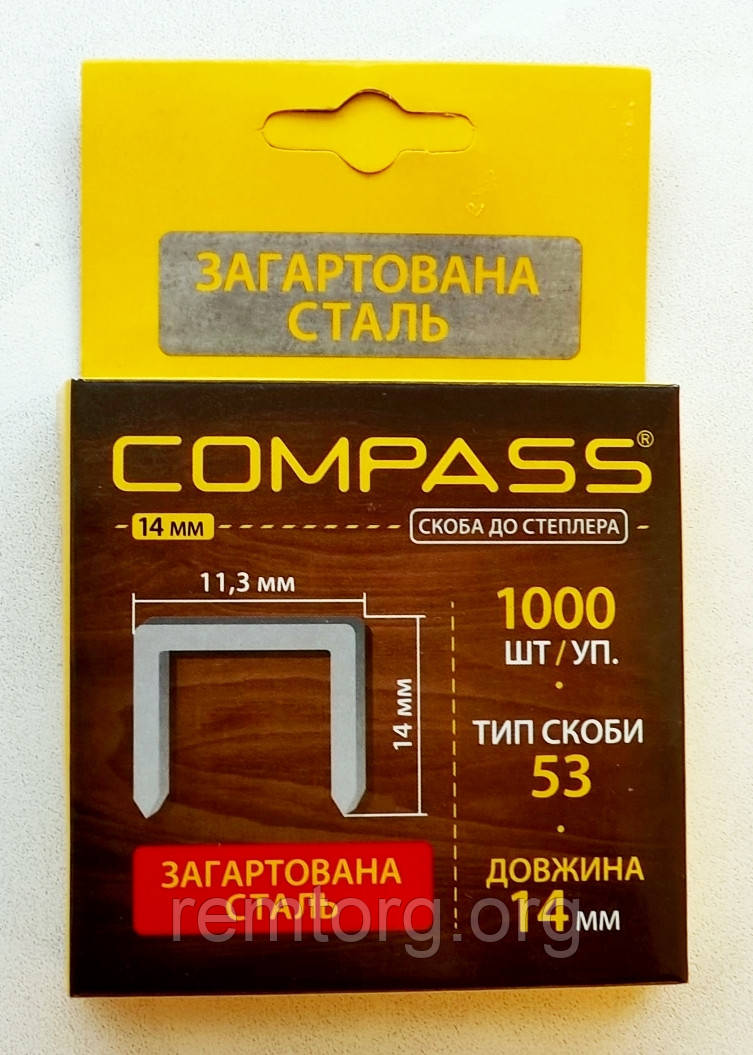 ЗАГАРТОВАНА
СТАЛЬ
COMPASS®
14 мм
СКОБА ДО СТЕПЛЕРА
11,3 мм
14 мм
1000
ШТ/УП.
ТИП СКОБИ
53
ДОВЖИНА
14 мм
ЗАГАРТОВАНА
СТАЛЬ
remtorg.org